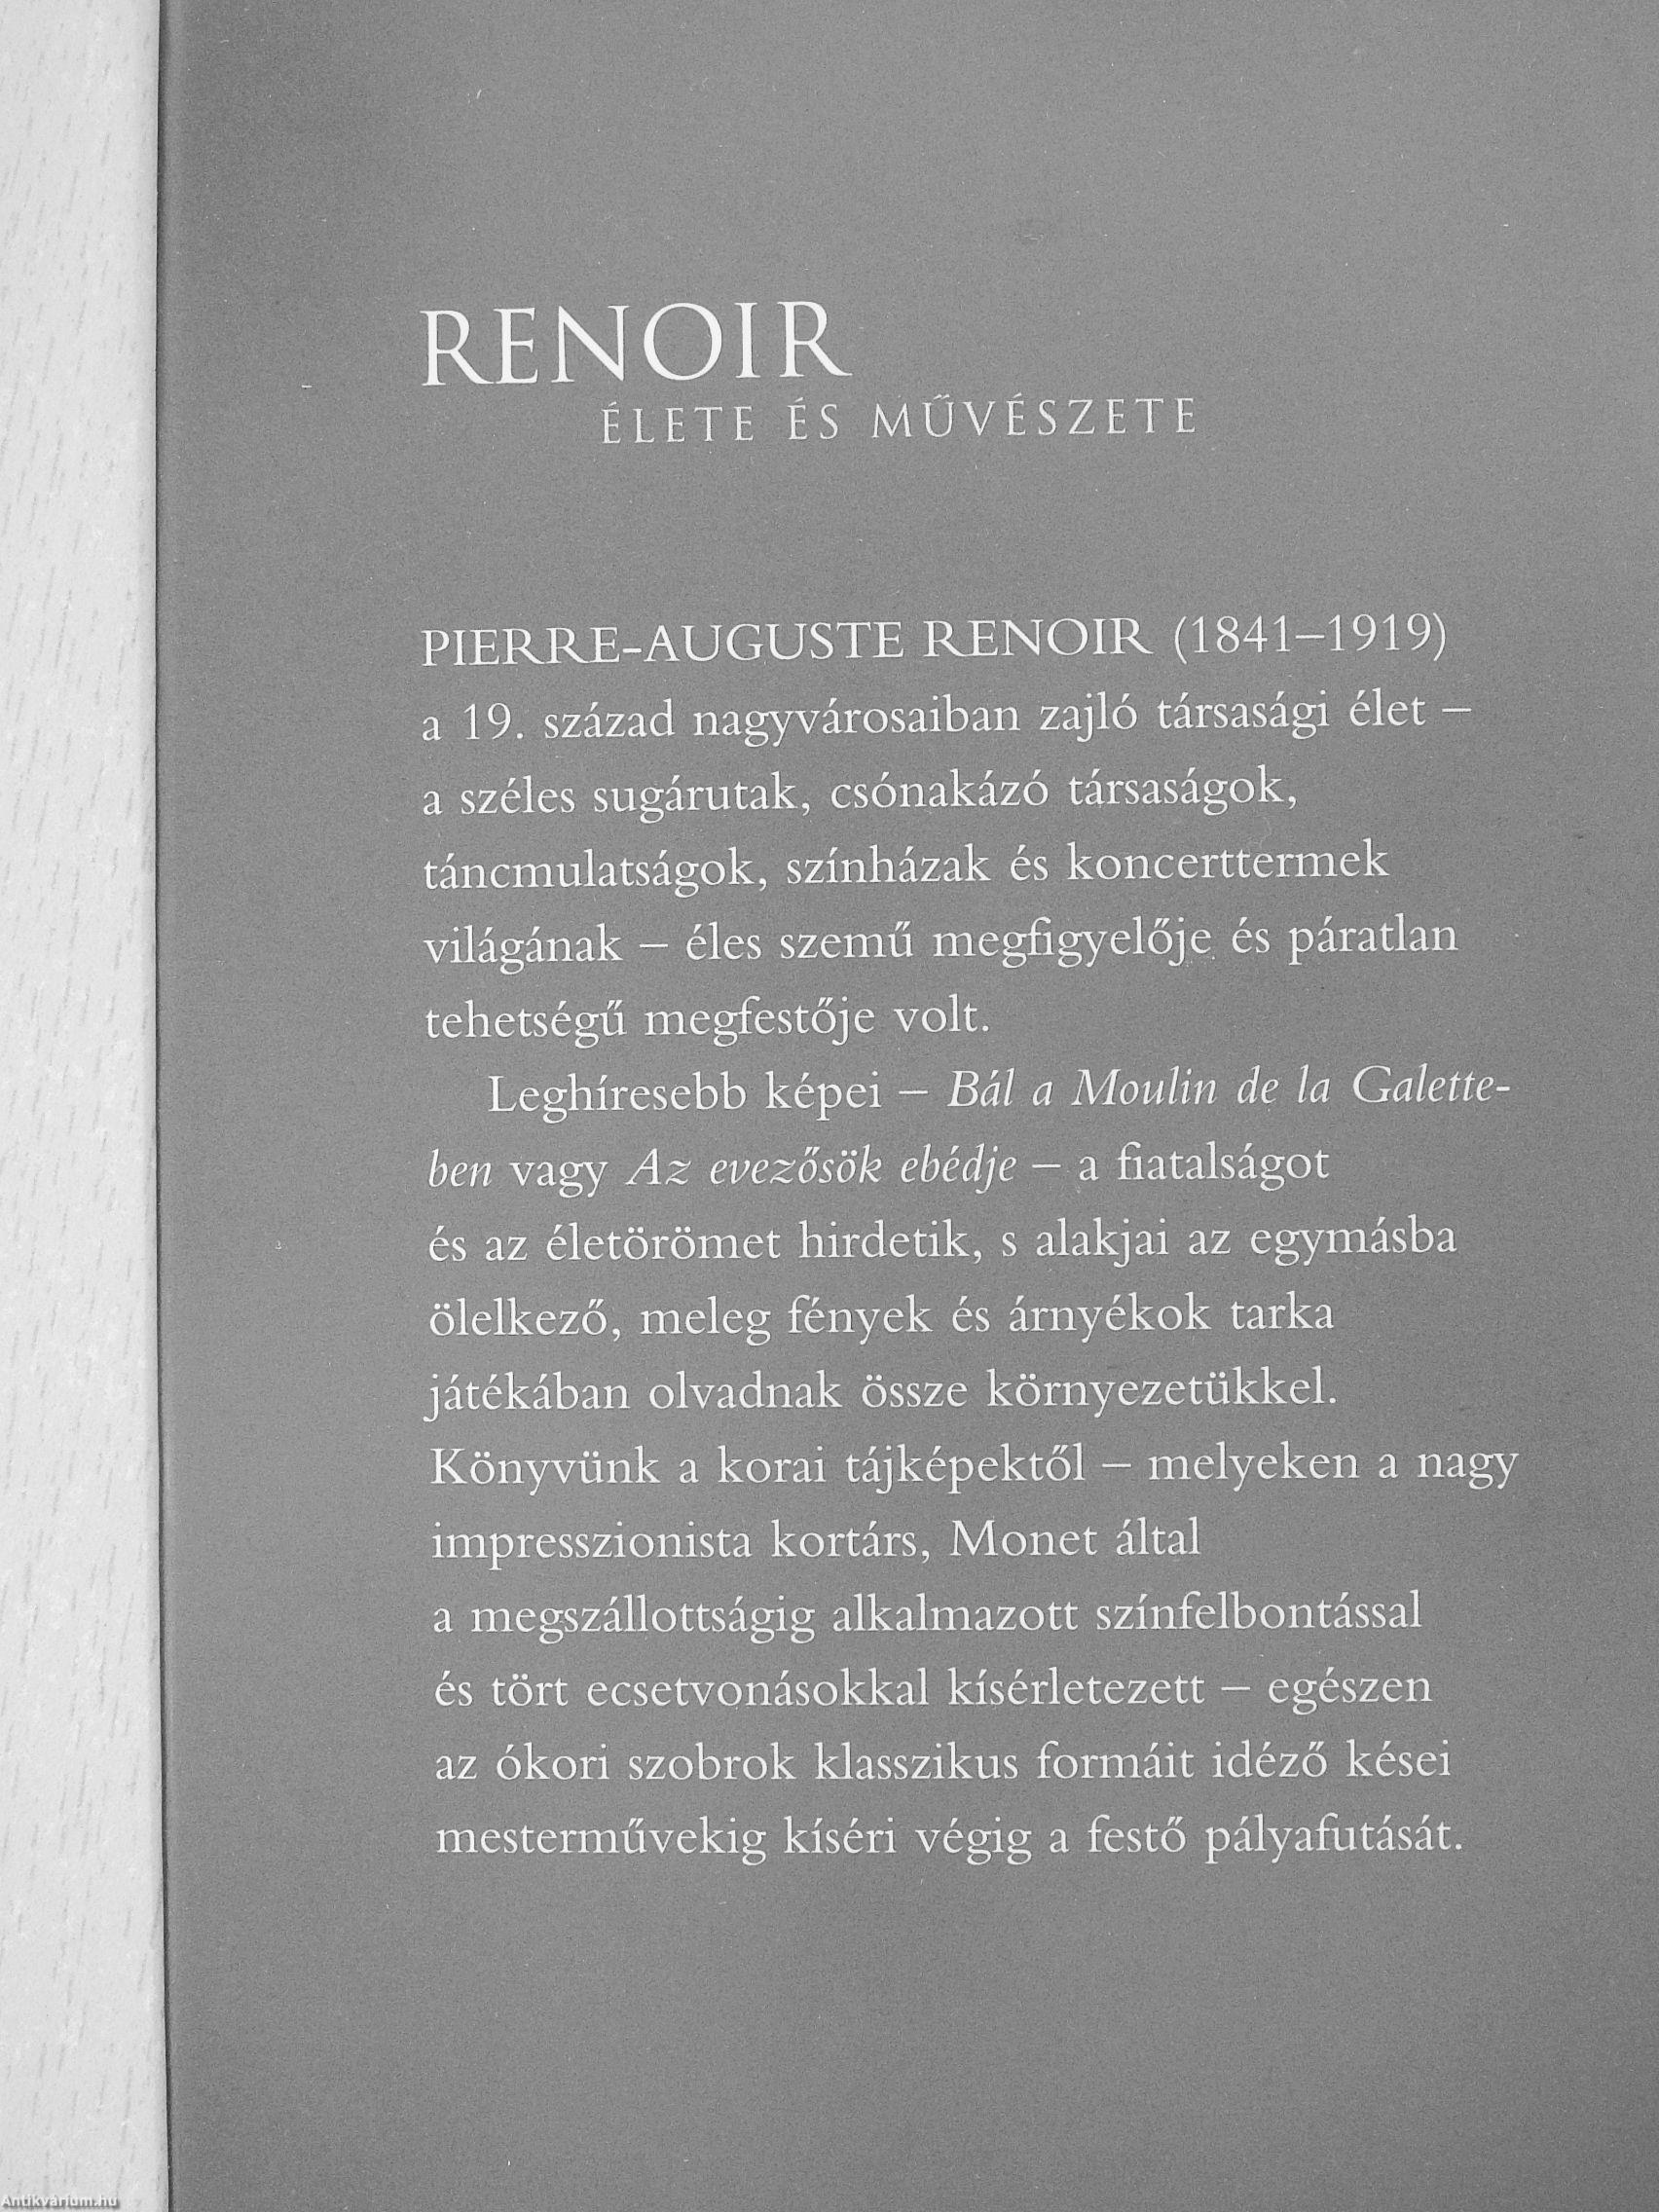 RENOIR
ÉLETE ÉS MŰVÉSZETE
PIERRE-AUGUSTE RENOIR (1841–1919)
a 19. század nagyvárosaiban zajló társasági élet –
a széles sugárutak, csónakázó társaságok,
táncmulatságok, színházak és koncerttermek
világának – éles szemű megfigyelője és páratlan
tehetségű megfestője volt.
Leghíresebb képei – Bál a Moulin de la Galette-
ben vagy Az evezősök ebédje – a fiatalságot
és az életörömet hirdetik, s alakjai az egymásba
ölelkező, meleg fények és árnyékok tarka
játékában olvadnak össze környezetükkel.
Könyvünk a korai tájképektől – melyeken a nagy
impresszionista kortárs, Monet által
a megszállottságig alkalmazott színfelbontással
és tört ecsetvonásokkal kísérletezett – egészen
az ókori szobrok klasszikus formáit idéző kései
mesterművekig kíséri végig a festő pályafutását.
Antikvárium.hu